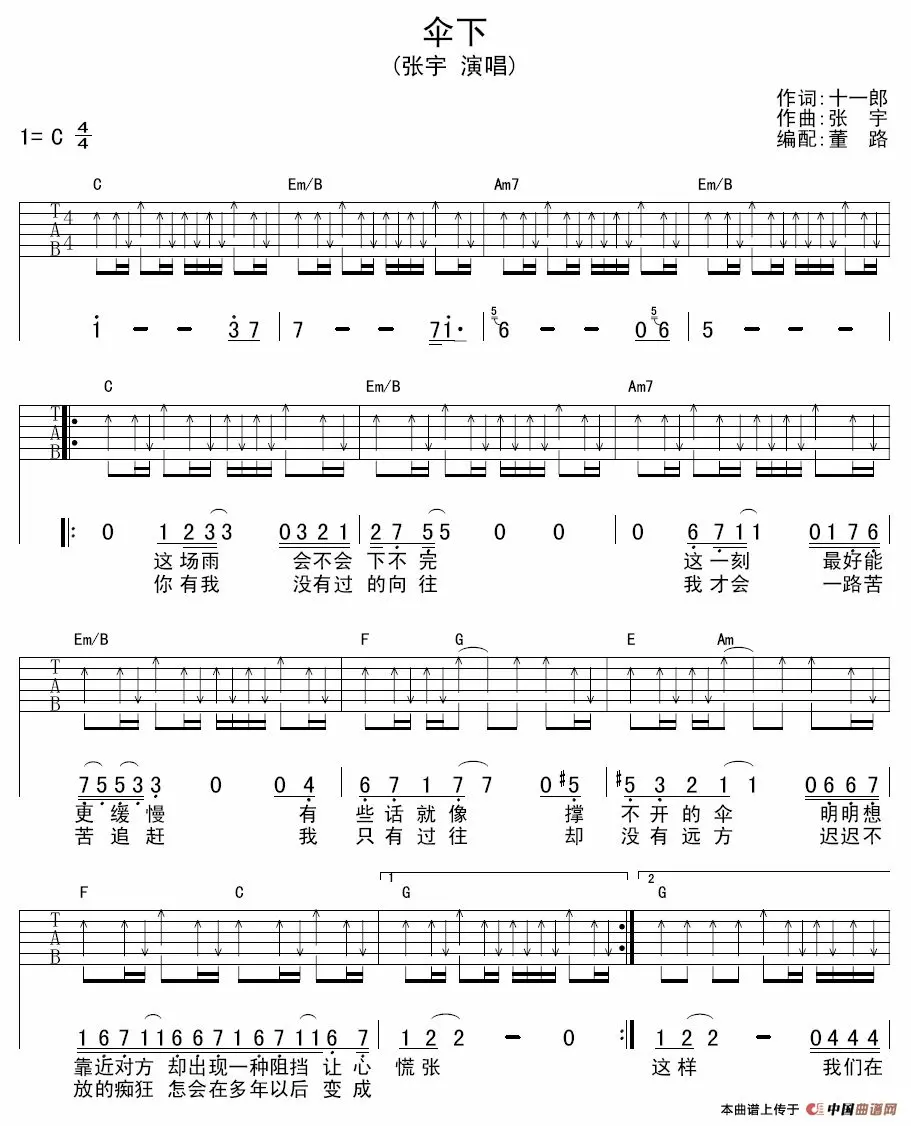 伞下
(张宇 演唱)
作词:十一郎
作曲:张 宇
编配:董 路
1= C 4/4
C Em/B Am7 Em/B
T A B 4 4
1 - - 3 7 7 - - 7 1· 5 6 - - 0 5 6 5 - - -
C Em/B Am7
T A B
0 1 2 3 3 0 3 2 1 2 7 5 5 0 0 0 6 7 1 1 0 1 7 6
这场雨 会不会 下不完 这一刻 最好能
你有我 没有过 的向往 我才会 一路苦
Em/B F G E Am
T A B
7 5 5 3 3 0 0 4 6 7 1 7 7 0 #5 #5 3 2 1 1 0 6 6 7
更缓慢 有 些话就像 撑 不开的伞 明明想
苦追赶 我 只有过往 却 没有远方 迟迟不
F C 1 G 2 G
T A B
1 6 7 1 1 6 6 7 1 6 7 1 1 6 7 1 2 2 - 0 1 2 2 - 0 4 4 4
靠近对方 却出现一种阻挡 让心 慌张 这样 我们在
放的痴狂 怎会在多年以后 变成
本曲谱上传于 中国曲谱网